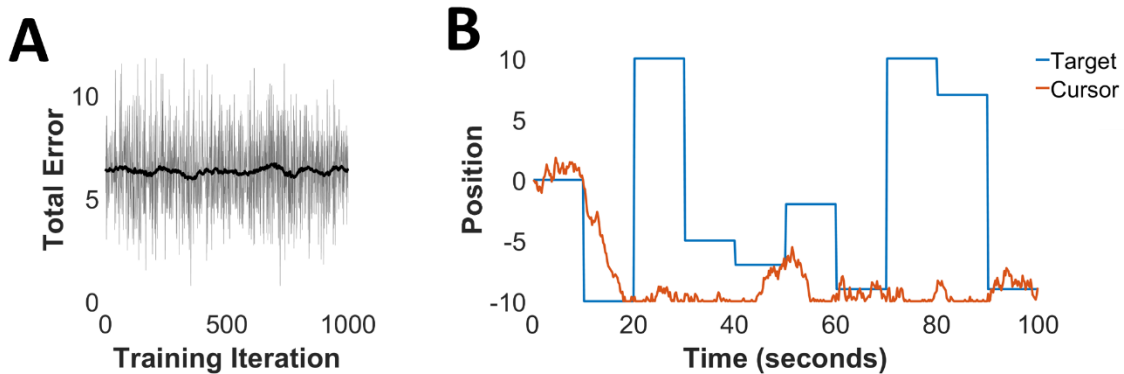 A
Total Error
10
5
0
0
500
1000
Training Iteration
B
Position
10
5
0
-5
-10
0
20
40
60
80
100
Time (seconds)
Target
Cursor